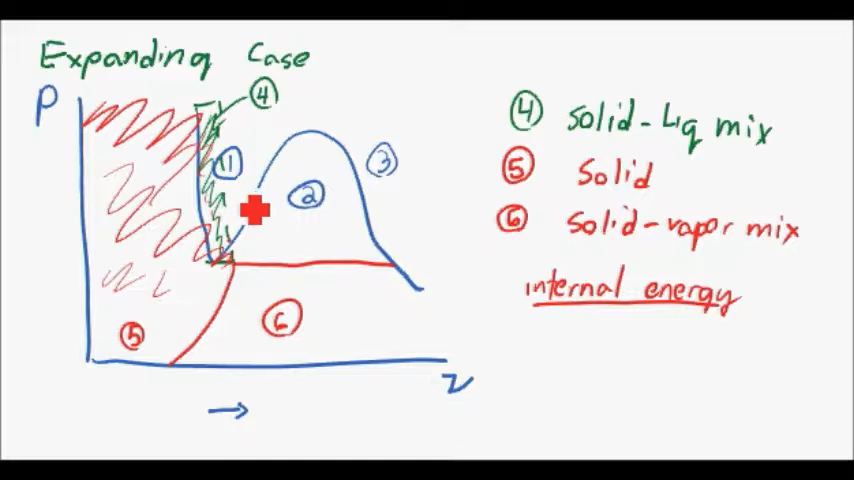 Expanding Case
P
④
① ② ③
⑤ ⑥
v
④ solid-Liq mix
⑤ Solid
⑥ solid-vapor mix
internal energy